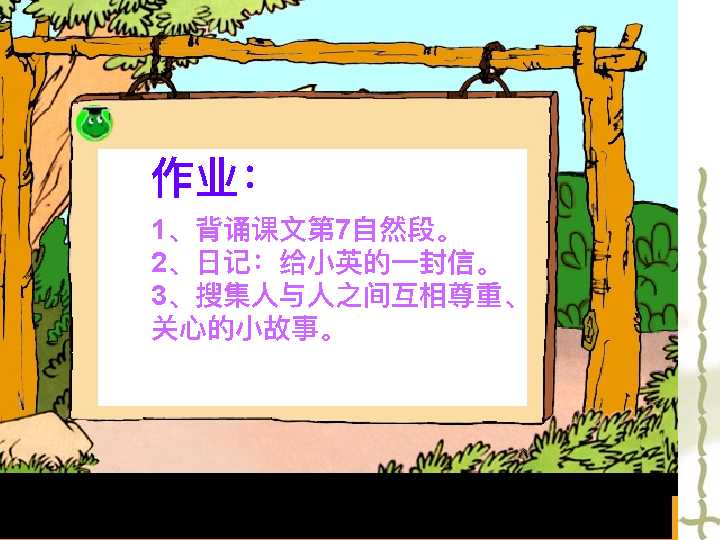 作业：
1、背诵课文第7自然段。
2、日记：给小英的一封信。
3、搜集人与人之间互相尊重、
关心的小故事。